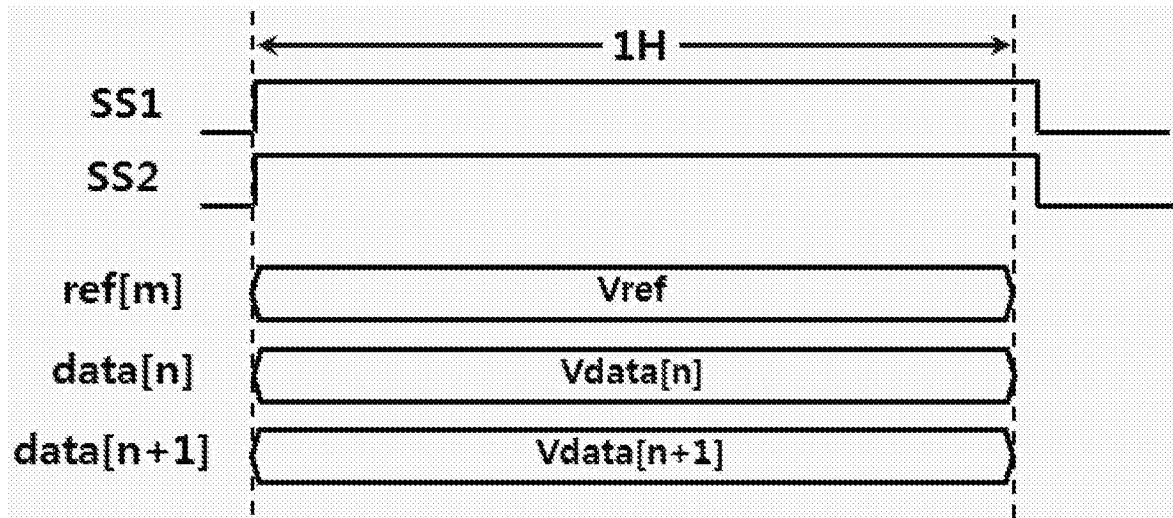 1H
SS1
SS2
ref[m] Vref
data[n] Vdata[n]
data[n+1] Vdata[n+1]